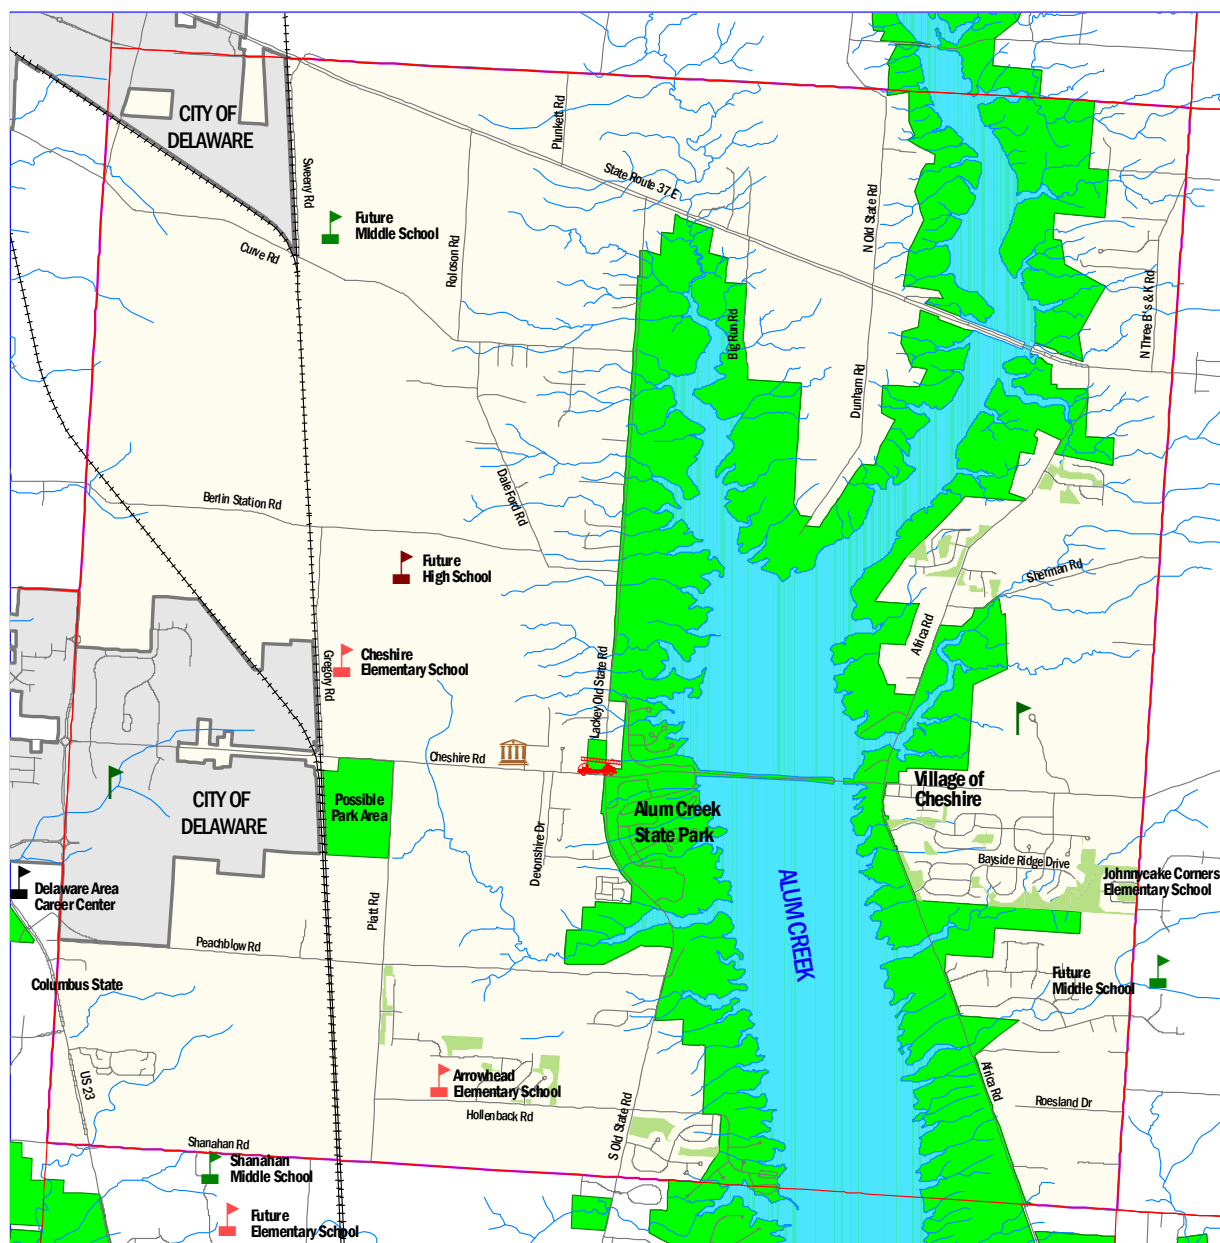 CITY OF
DELAWARE
Plunkett Rd
State Route 37 E
Sweeny Rd
Future
MIddle School
N Old State Rd
Curve Rd
Roloson Rd
N Three B's & K Rd
Big Run Rd
Dunham Rd
Berlin Station Rd
Dale Ford Rd
Future
High School
Sherman Rd
Africa Rd
Cheshire
Elementary School
Gregory Rd
Lackey Old State Rd
Cheshire Rd
Village of
Cheshire
CITY OF
DELAWARE
Possible
Park Area
Alum Creek
State Park
Devonshire Dr
Bayside Ridge Drive
Johnnycake Corners
Elementary School
Delaware Area
Career Center
Piatt Rd
ALUM CREEK
Peachblow Rd
Columbus State
Future
Middle School
US 23
Arrowhead
Elementary School
Hollenback Rd
Africa Rd
Roesland Dr
S Old State Rd
Shanahan Rd
Shanahan
Middle School
Future
Elementary School